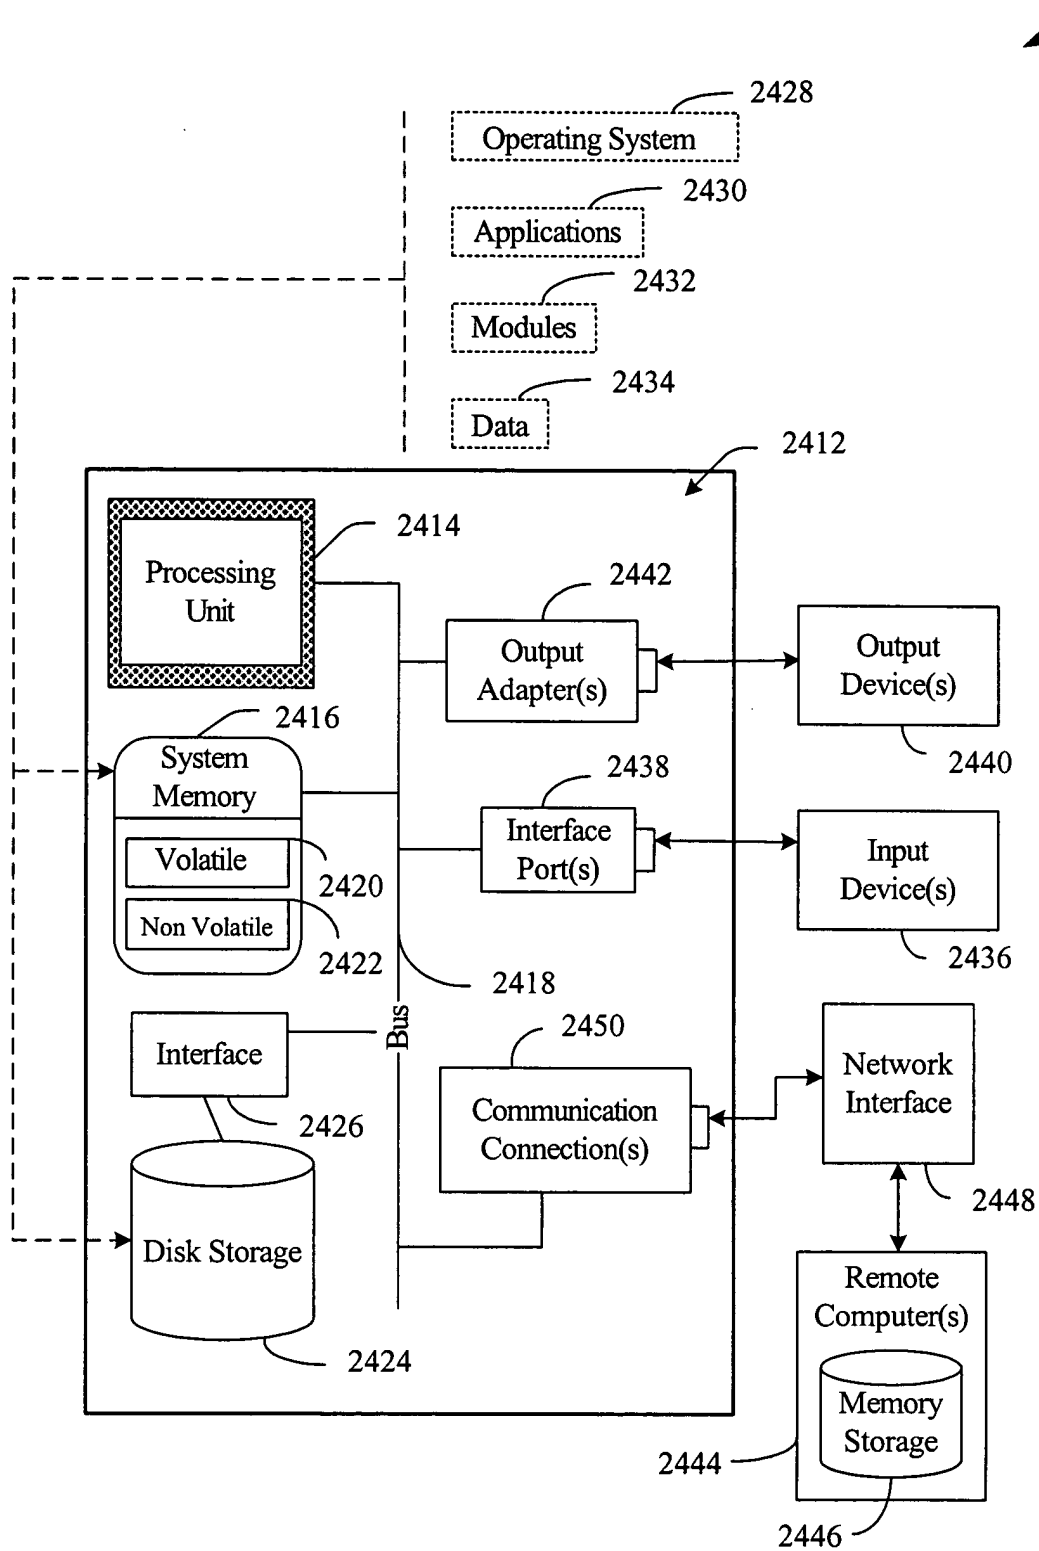 2428
Operating System
2430
Applications
2432
Modules
2434
Data
2412
2414
Processing
Unit
2442
Output
Adapter(s)
Output
Device(s)
2440
2416
System
Memory
2438
Interface
Port(s)
Input
Device(s)
2436
Volatile
2420
Non Volatile
2422
2418
Bus
2450
Interface
2426
Communication
Connection(s)
Network
Interface
2448
Disk Storage
2424
Remote
Computer(s)
Memory
Storage
2444
2446